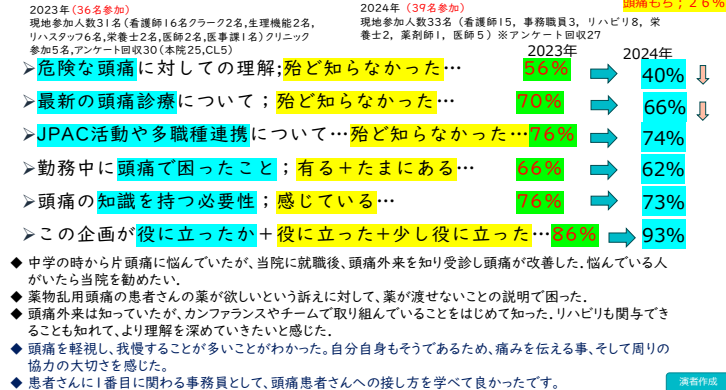 頭痛もち;26%
2023年(36名参加)
現地参加人数31名(看護師16名クラーク2名,生理機能2名,
リハスタッフ6名,栄養士2名,医師2名,医事課1名)クリニック
参加5名,アンケート回収30(本院25,CL5)
2024年 (39名参加)
現地参加人数33名 (看護師15, 事務職員3, リハビリ8, 栄
養士2, 薬剤師1, 医師5) ※アンケート回収27
2023年 2024年
➢危険な頭痛に対しての理解;殆ど知らなかった… 56% 40%
➢最新の頭痛診療について;殆ど知らなかった… 70% 66%
➢JPAC活動や多職種連携について…殆ど知らなかった…76% 74%
➢勤務中に頭痛で困ったこと;有る+たまにある… 66% 62%
➢頭痛の知識を持つ必要性;感じている… 76% 73%
➢この企画が役に立ったか+役に立った+少し役に立った…86% 93%
◆ 中学の時から片頭痛に悩んでいたが、当院に就職後、頭痛外来を知り受診し頭痛が改善した.悩んでいる人
がいたら当院を勧めたい.
◆ 薬物乱用頭痛の患者さんの薬が欲しいという訴えに対して、薬が渡せないことの説明で困った.
◆ 頭痛外来は知っていたが、カンファランスやチームで取り組んでいることをはじめて知った.リハビリも関与でき
ることも知れて、より理解を深めていきたいと感じた.
◆ 頭痛を軽視し、我慢することが多いことがわかった。自分自身もそうであるため、痛みを伝える事、そして周りの
協力の大切さを感じた。
◆ 患者さんに1番目に関わる事務員として、頭痛患者さんへの接し方を学べて良かったです.
演者作成